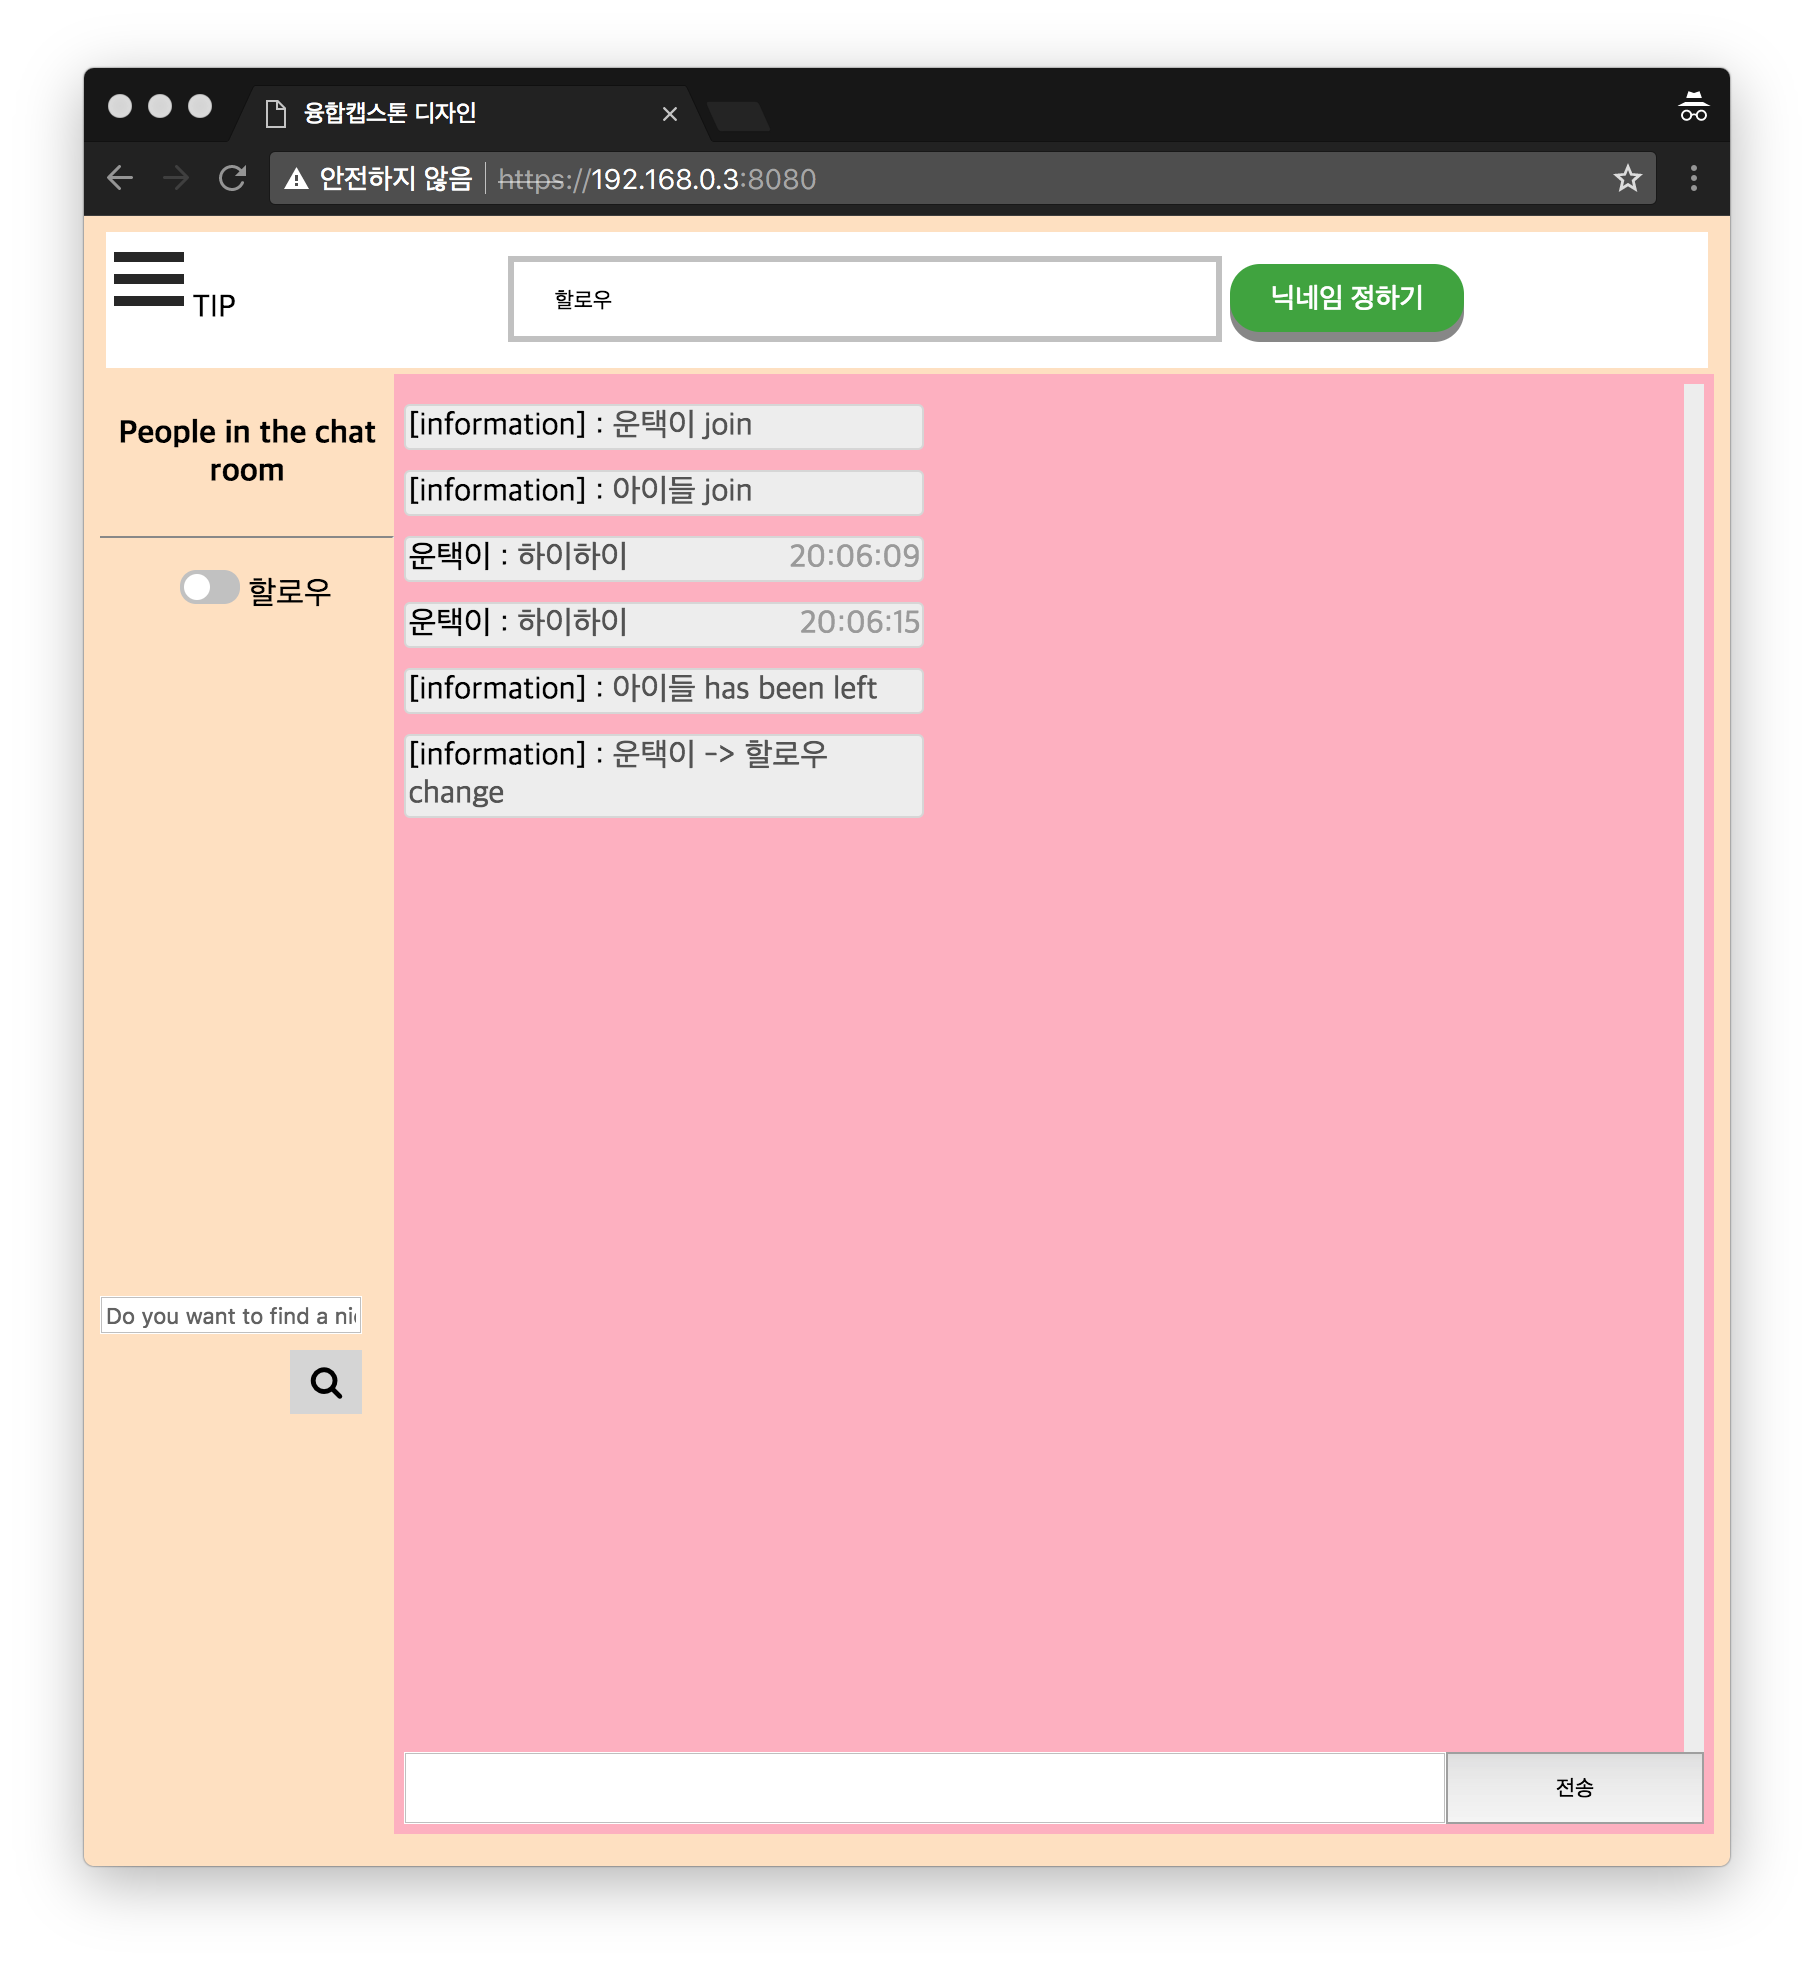 융합캡스톤 디자인
안전하지 않음 https://192.168.0.3:8080
TIP
할로우
닉네임 정하기
People in the chat
room
할로우
[information] : 운택이 join
[information] : 아이들 join
운택이 : 하이하이 20:06:09
운택이 : 하이하이 20:06:15
[information] : 아이들 has been left
[information] : 운택이 -> 할로우
change
Do you want to find a ni
전송